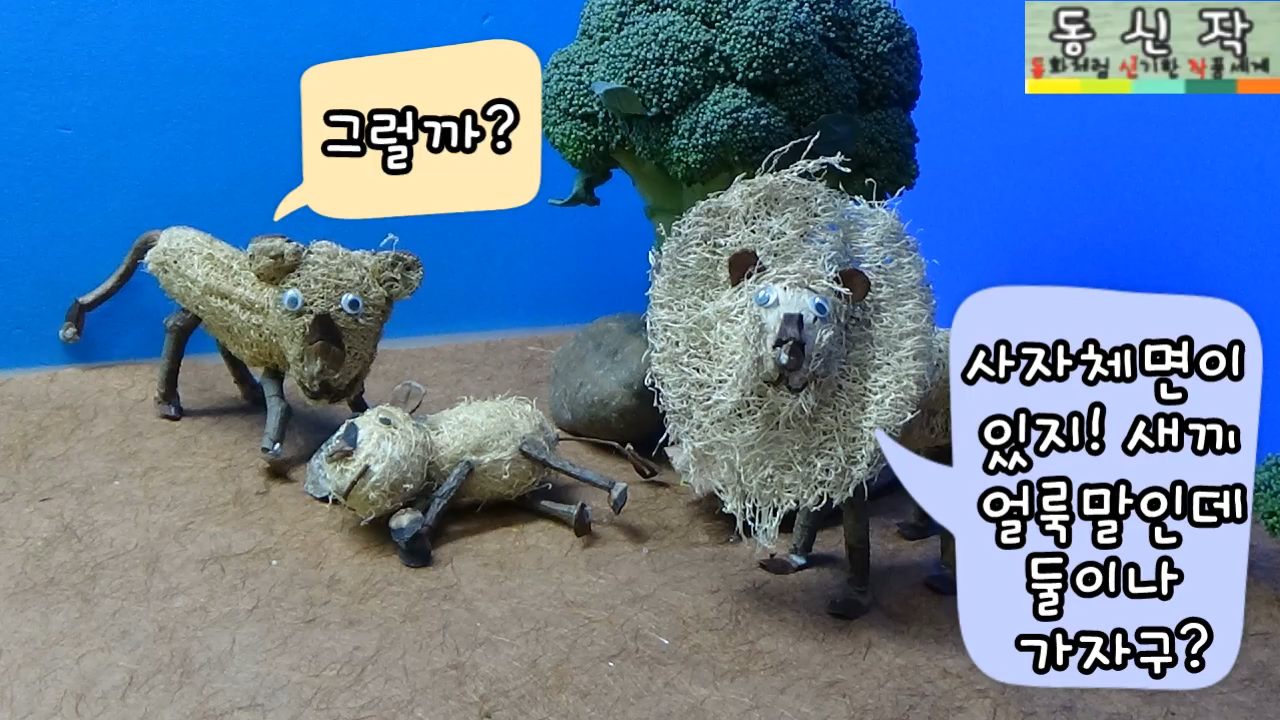 동 신 작
동화처럼 신기한 작품세계
그럴까?
사자체면이
있지! 새끼
얼룩말인데
둘이나
가자구?